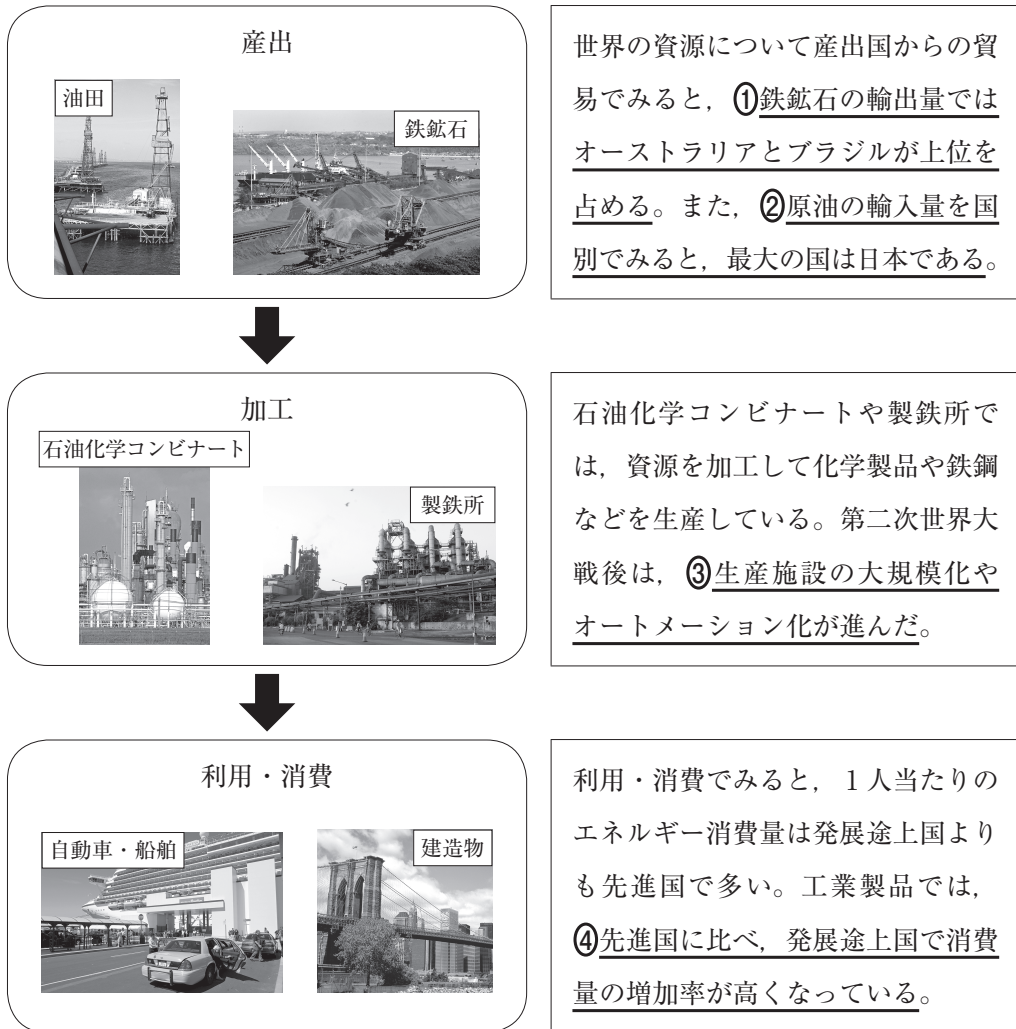 産出
油田
鉄鉱石
世界の資源について産出国からの貿
易でみると，①鉄鉱石の輸出量では
オーストラリアとブラジルが上位を
占める。また，②原油の輸入量を国
別でみると，最大の国は日本である。
加工
石油化学コンビナート
製鉄所
石油化学コンビナートや製鉄所で
は，資源を加工して化学製品や鉄鋼
などを生産している。第二次世界大
戦後は，③生産施設の大規模化や
オートメーション化が進んだ。
利用・消費
自動車・船舶
建造物
利用・消費でみると，１人当たりの
エネルギー消費量は発展途上国より
も先進国で多い。工業製品では，
④先進国に比べ，発展途上国で消費
量の増加率が高くなっている。